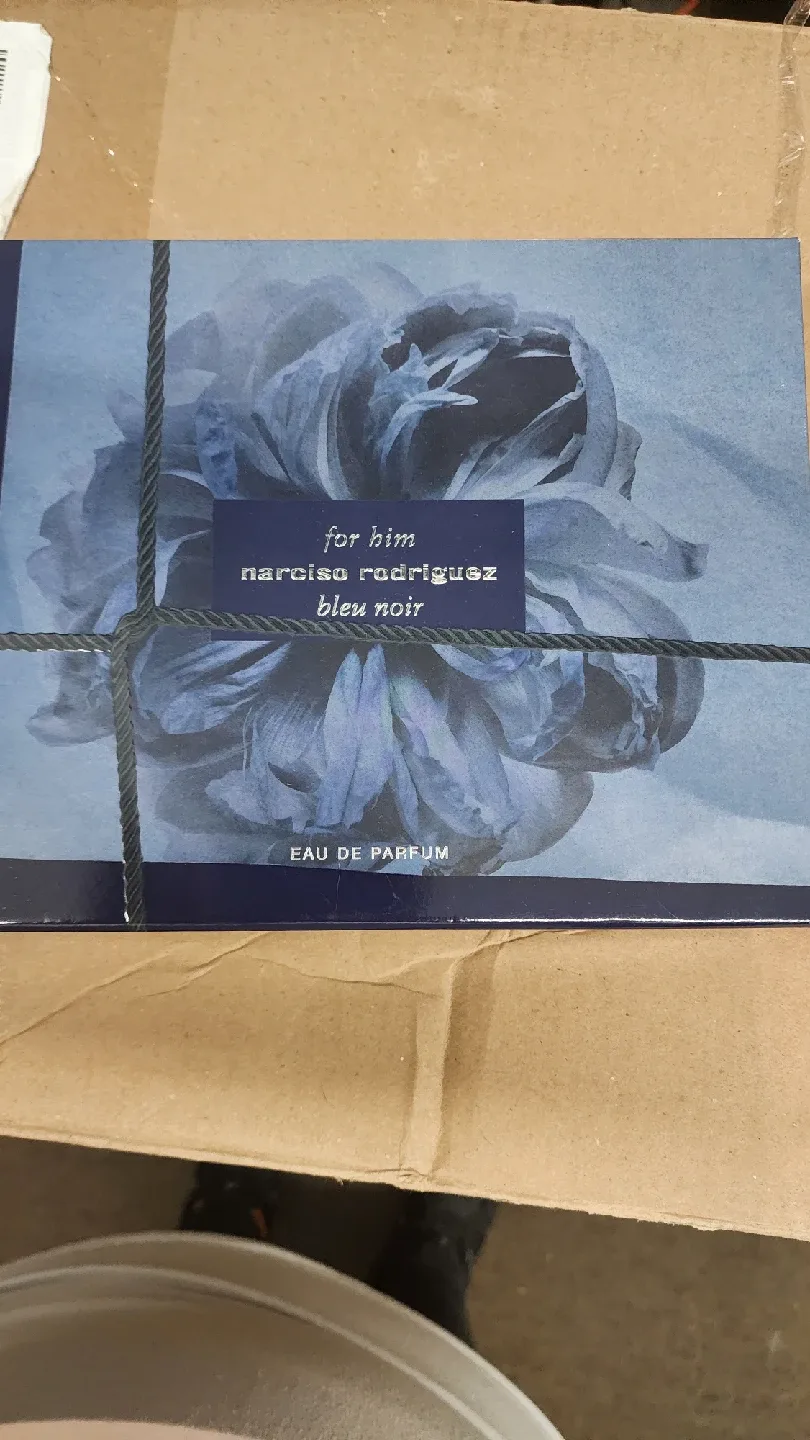 for him
narciso rodriguez
bleu noir
EAU DE PARFUM